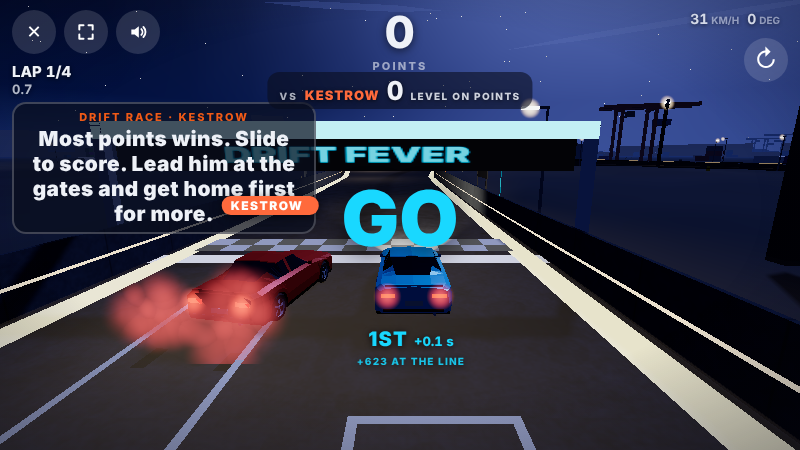 0
POINTS
31 KM/H 0 DEG
LAP 1/4
0.7
VS KESTROW 0 LEVEL ON POINTS
DRIFT RACE · KESTROW
Most points wins. Slide
to score. Lead him at the
gates and get home first
for more.
KESTROW
DRIFT FEVER
GO
1ST +0.1 s
+623 AT THE LINE